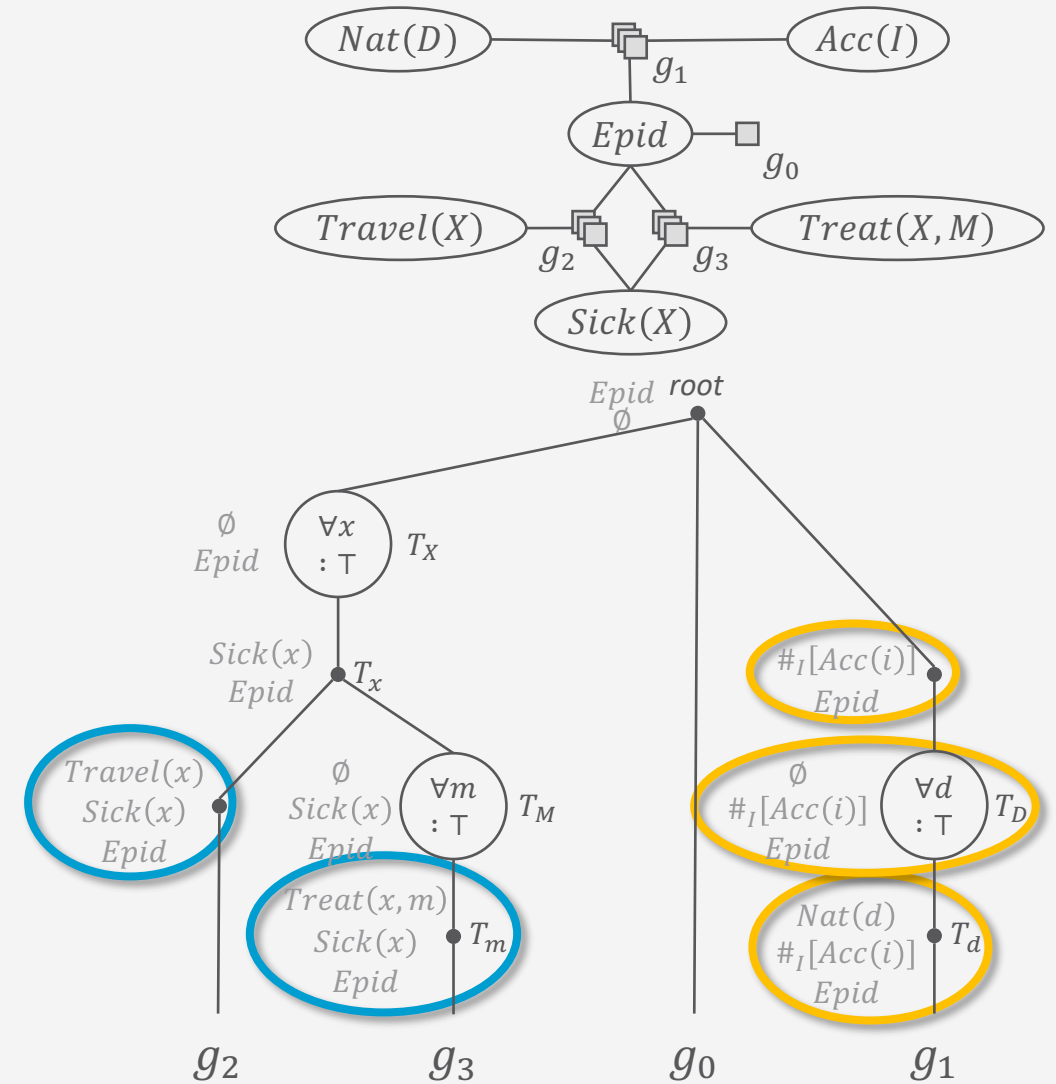 Nat(D)
Acc(I)
g₁
Epid
g₀
Travel(X)
Treat(X, M)
g₂
g₃
Sick(X)
Epid root
∅
∅
Epid
∀x
: ⊤
T_X
Sick(x)
Epid
T_x
#_I[Acc(i)]
Epid
Travel(x)
Sick(x)
Epid
∅
Sick(x)
Epid
∀m
: ⊤
T_M
∅
#_I[Acc(i)]
Epid
∀d
: ⊤
T_D
Treat(x, m)
Sick(x)
Epid
T_m
Nat(d)
#_I[Acc(i)]
Epid
T_d
g₂
g₃
g₀
g₁